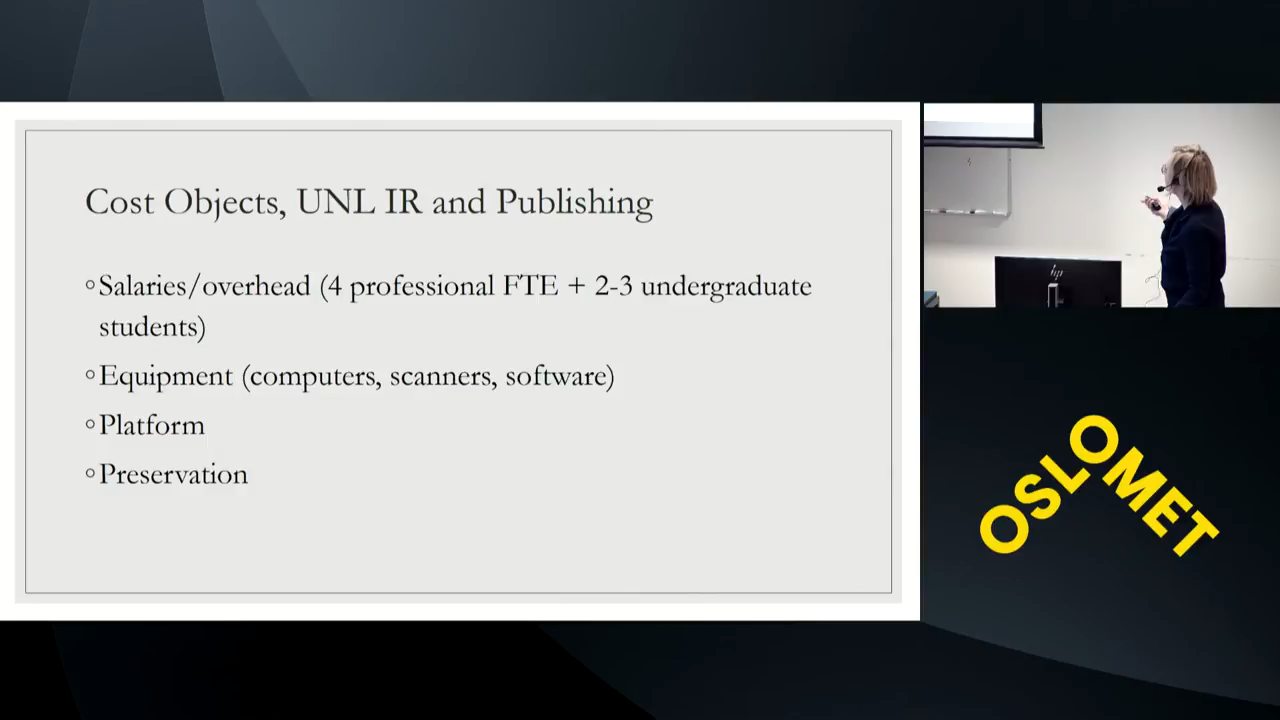 Cost Objects, UNL IR and Publishing
◦Salaries/overhead (4 professional FTE + 2-3 undergraduate
students)
◦Equipment (computers, scanners, software)
◦Platform
◦Preservation
hp
OSLOMET